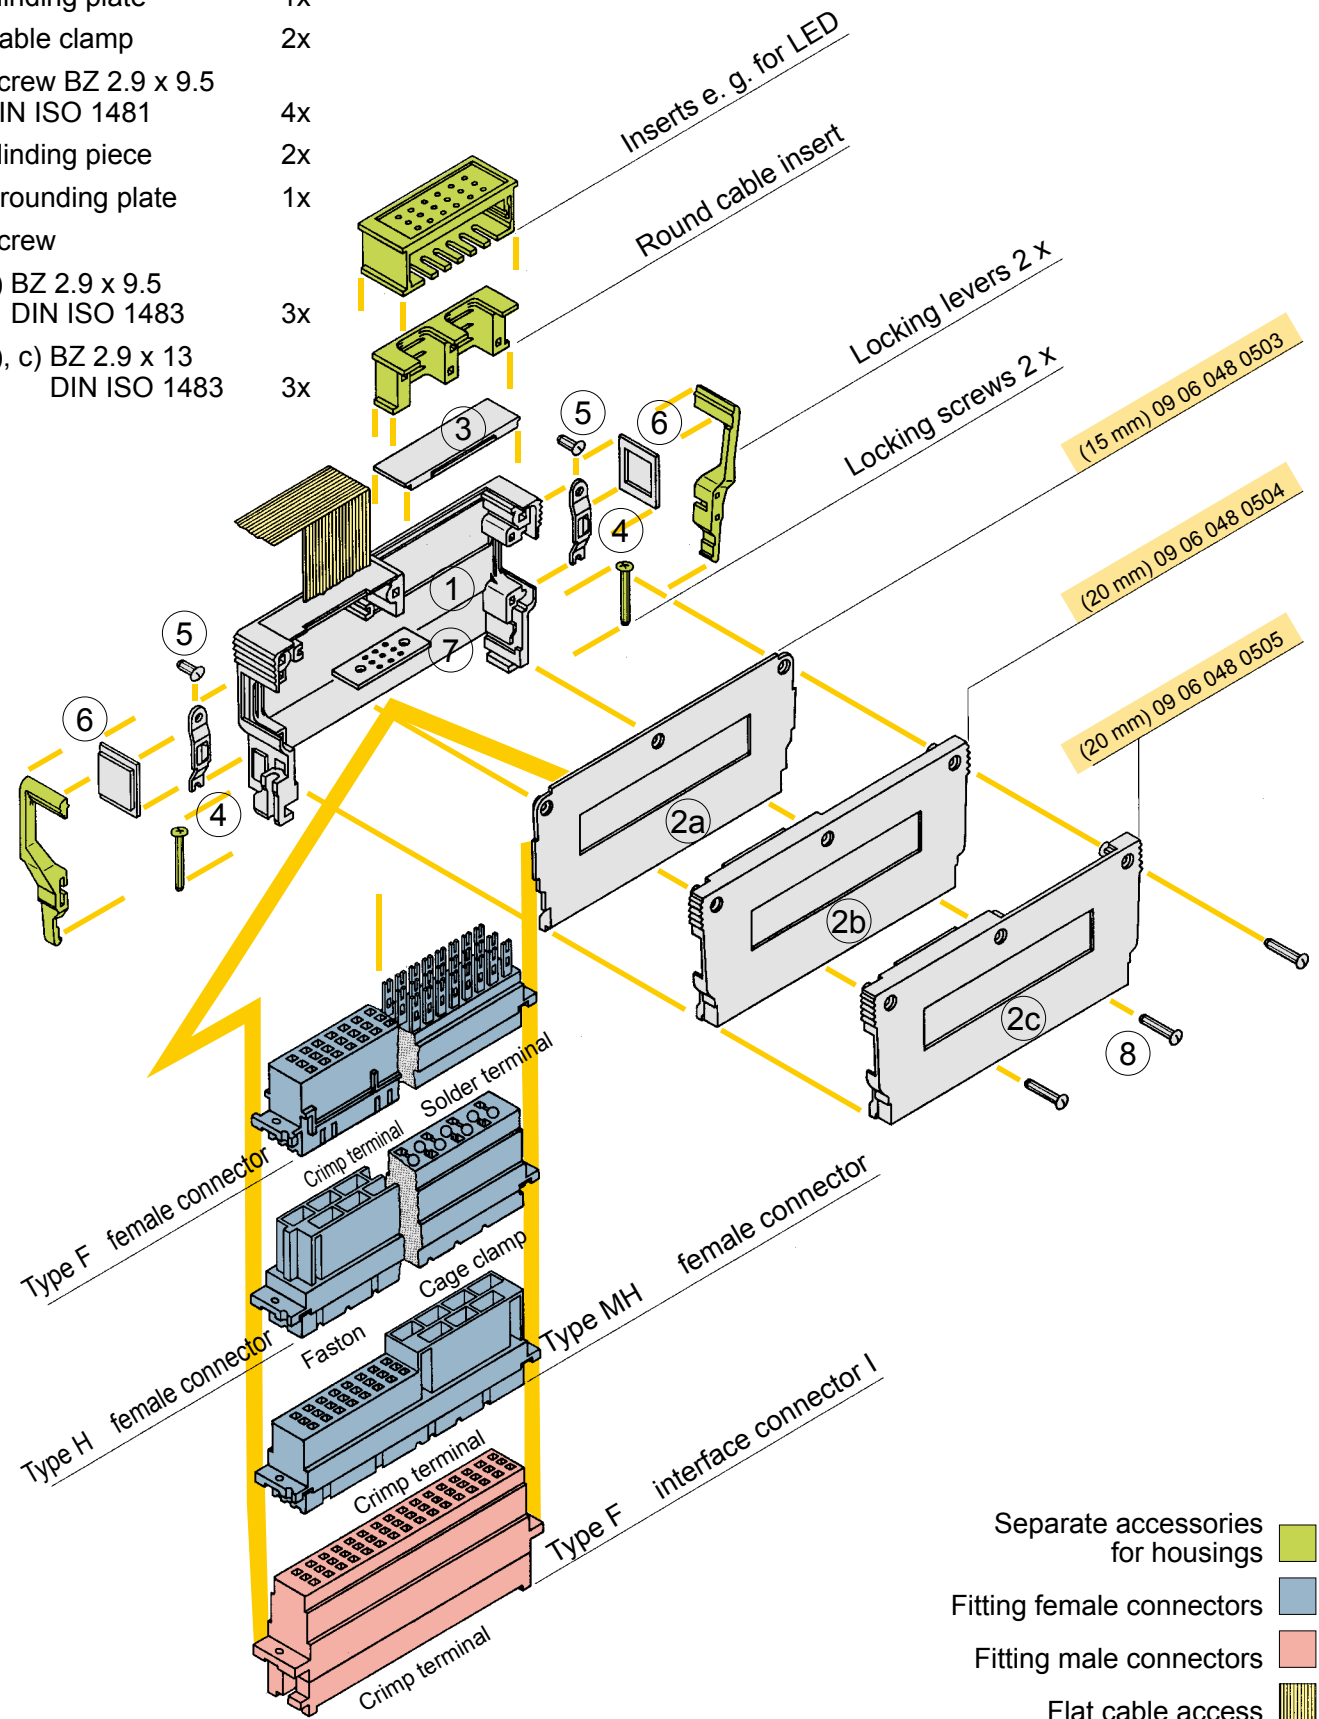 linding plate 1x
able clamp 2x
crew BZ 2.9 x 9.5
IN ISO 1481 4x
linding piece 2x
rounding plate 1x
crew
) BZ 2.9 x 9.5
DIN ISO 1483 3x
), c) BZ 2.9 x 13
DIN ISO 1483 3x
Inserts e. g. for LED
Round cable insert
Locking levers 2 x
Locking screws 2 x
(15 mm) 09 06 048 0503
(20 mm) 09 06 048 0504
(20 mm) 09 06 048 0505
3
5
6
4
1
7
5
6
4
2a
2b
2c
8
Solder terminal
Crimp terminal
Type F female connector
Cage clamp
Faston
Type H female connector
Type MH female connector
Crimp terminal
Type F interface connector I
Crimp terminal
Separate accessories
for housings
Fitting female connectors
Fitting male connectors
Flat cable access